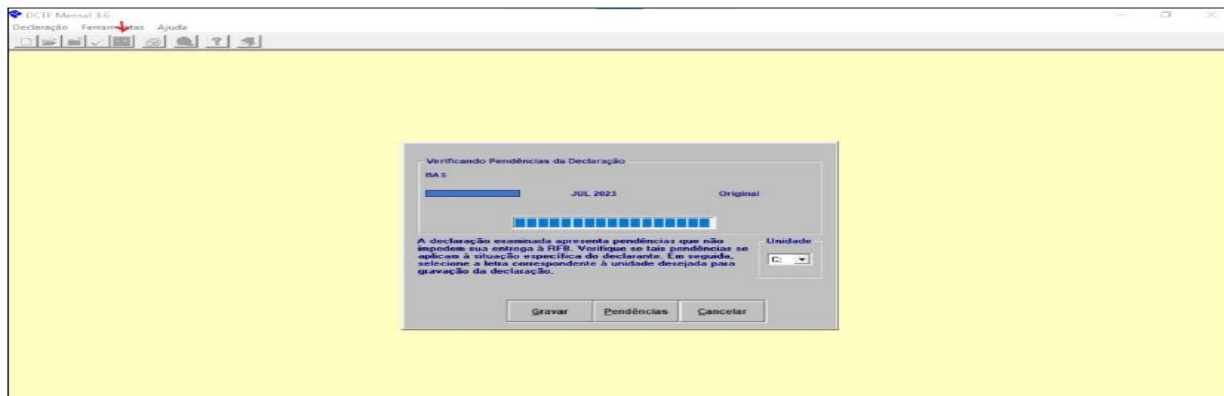 DCTF Mensal 3.6
Declaração Ferramentas Ajuda
Verificando Pendências da Declaração
JUL 2023 Original
A declaração examinada apresenta pendências que não
impedem sua entrega à RFB. Verifique se tais pendências se
aplicam à situação específica do declarante. Em seguida,
selecione a letra correspondente à unidade desejada para
gravação da declaração.
Unidade
C:
Gravar Pendências Cancelar